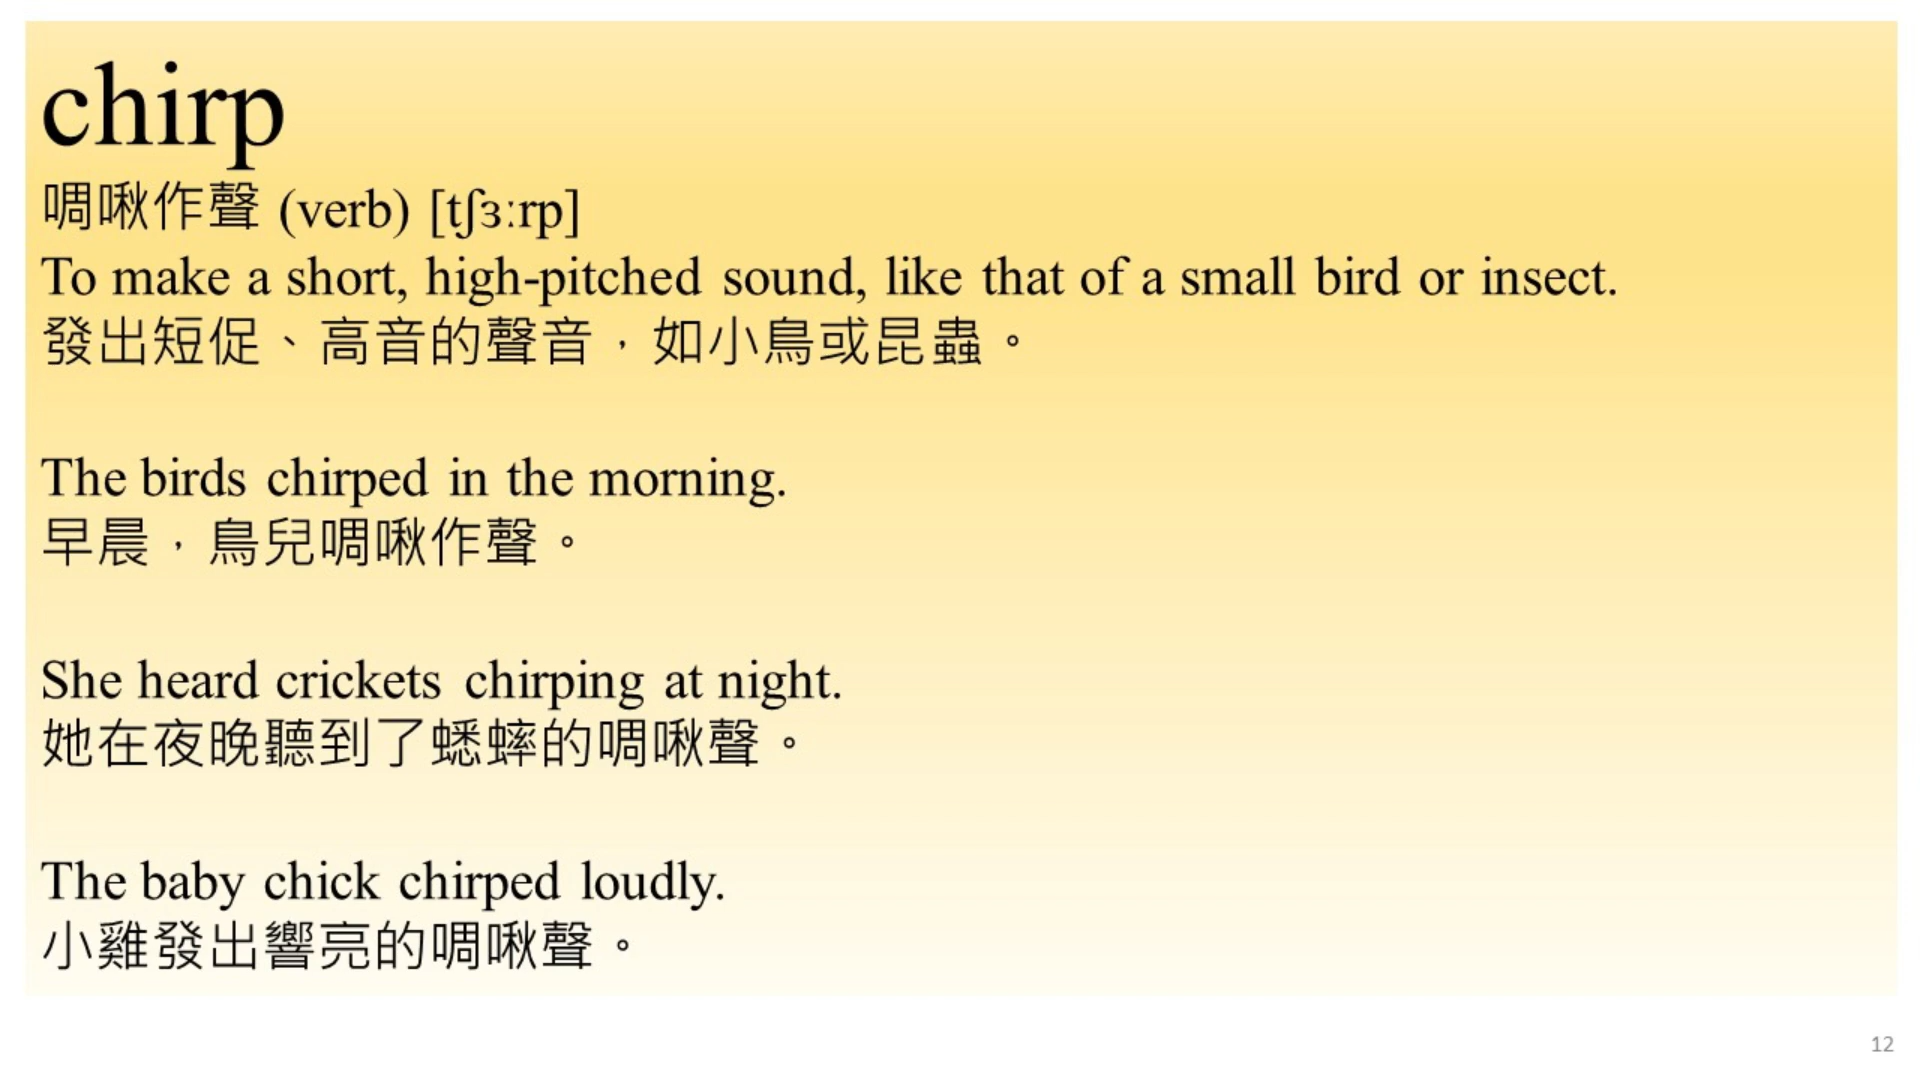 chirp
啁啾作聲 (verb) [tʃɜːrp]
To make a short, high-pitched sound, like that of a small bird or insect.
發出短促、高音的聲音，如小鳥或昆蟲。
The birds chirped in the morning.
早晨，鳥兒啁啾作聲。
She heard crickets chirping at night.
她在夜晚聽到了蟋蟀的啁啾聲。
The baby chick chirped loudly.
小雞發出響亮的啁啾聲。
12